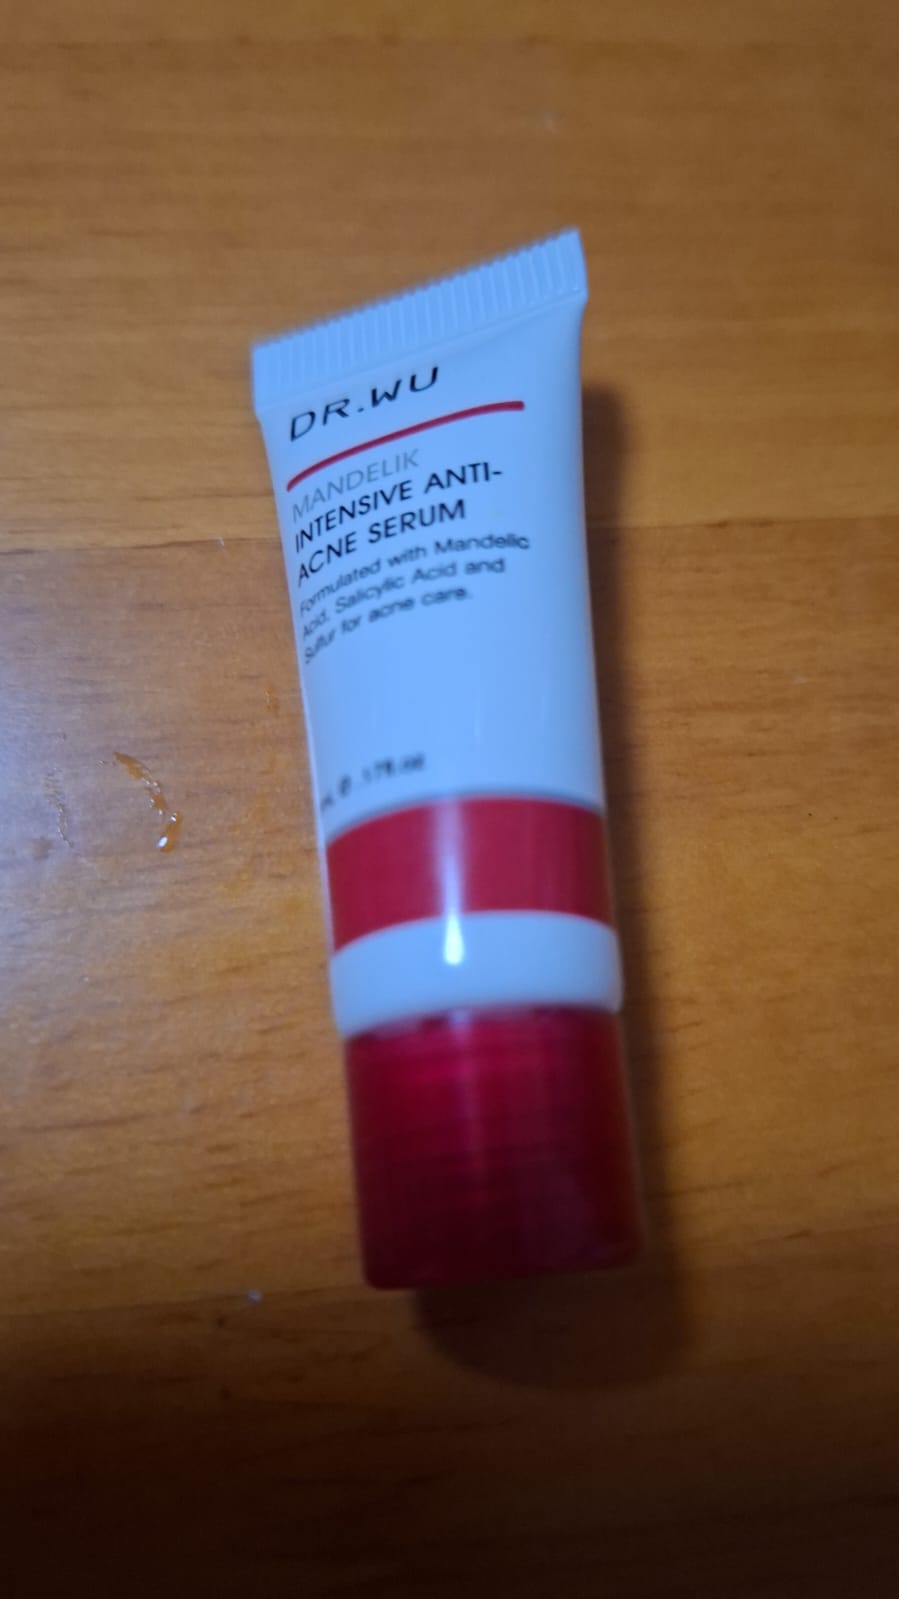 DR.WU
MANDELIK
INTENSIVE ANTI-
ACNE SERUM
Formulated with Mandelic
Acid, Salicylic Acid and
Sulfur for acne care.